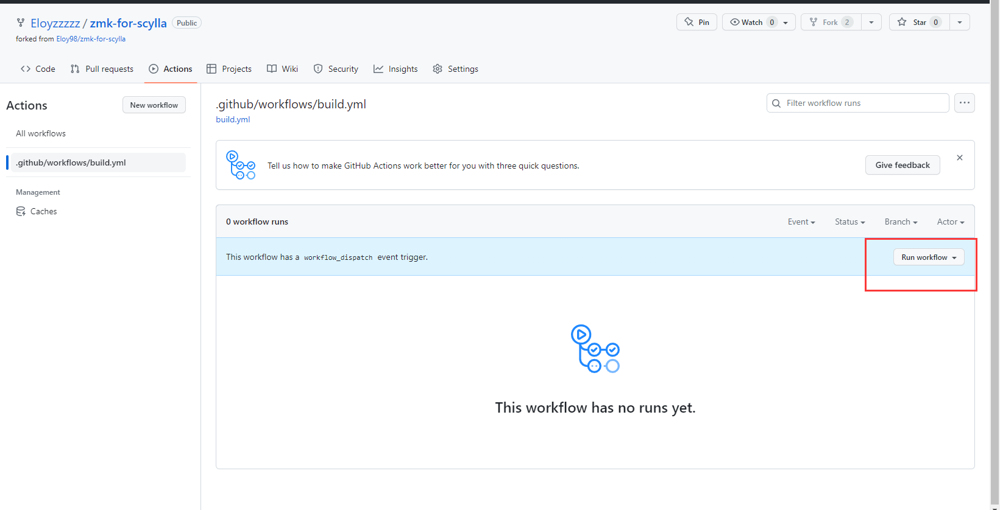 Eloyzzzzz / zmk-for-scylla Public
Pin
Watch 0
Fork 2
Star 0
forked from Eloy98/zmk-for-scylla
Code
Pull requests
Actions
Projects
Wiki
Security
Insights
Settings
Actions
New workflow
All workflows
.github/workflows/build.yml
Management
Caches
.github/workflows/build.yml
build.yml
Filter workflow runs
Tell us how to make GitHub Actions work better for you with three quick questions.
Give feedback
0 workflow runs
Event
Status
Branch
Actor
This workflow has a workflow_dispatch event trigger.
Run workflow
This workflow has no runs yet.